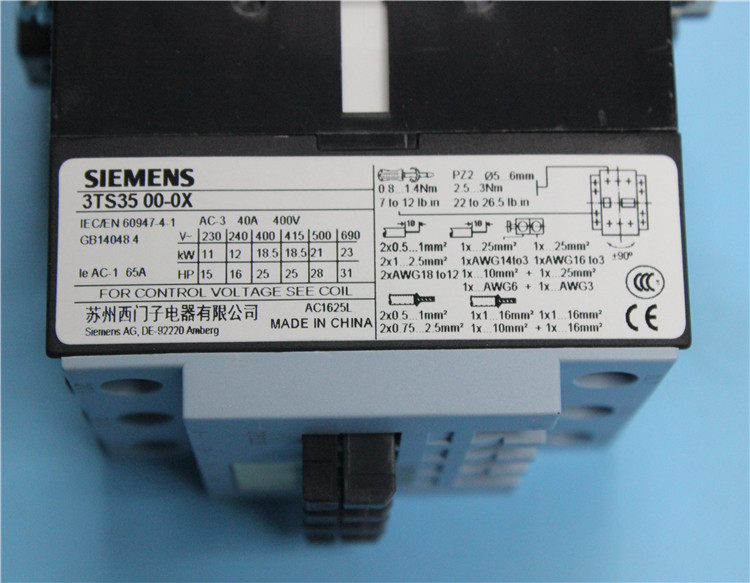 SIEMENS
3TS35 00-0X
IEC/EN 60947-4-1
GB14048.4
AC-3 40A 400V
V~ 230 240 400 415 500 690
kW 11 12 18.5 18.5 21 23
Ie AC-1 65A
HP 15 16 25 25 28 31
FOR CONTROL VOLTAGE SEE COIL
苏州西门子电器有限公司
AC1625L
Siemens AG, DE-92220 Amberg
MADE IN CHINA
PZ2 Ø5...6mm
0.8...1.4Nm 2.5...3Nm
7 to 12 lb in 22 to 26.5 lb in
10 10
2x0.5...1mm² 1x...25mm² 1x...25mm²
2x1...2.5mm² 1xAWG14to3 1xAWG16 to3
2xAWG18 to12 1x...10mm² + 1x...25mm²
1x...AWG6 + 1x...AWG3
2x0.5...1mm² 1x1...16mm² 1x1...16mm²
2x0.75...2.5mm² 1x...10mm² + 1x...16mm²
±90°
CCC
CE